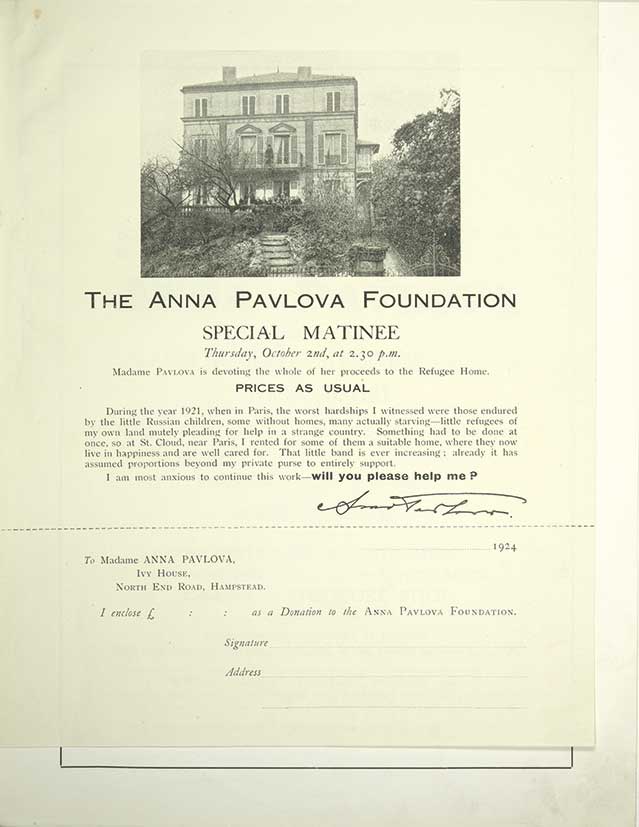 THE ANNA PAVLOVA FOUNDATION
SPECIAL MATINEE
Thursday, October 2nd, at 2.30 p.m.
Madame PAVLOVA is devoting the whole of her proceeds to the Refugee Home.
PRICES AS USUAL
During the year 1921, when in Paris, the worst hardships I witnessed were those endured
by the little Russian children, some without homes, many actually starving—little refugees of
my own land mutely pleading for help in a strange country. Something had to be done at
once, so at St. Cloud, near Paris, I rented for some of them a suitable home, where they now
live in happiness and are well cared for. That little band is ever increasing; already it has
assumed proportions beyond my private purse to entirely support.
I am most anxious to continue this work—will you please help me?
Anna Pavlova.
1924
To Madame ANNA PAVLOVA,
IVY HOUSE,
NORTH END ROAD, HAMPSTEAD.
I enclose £ : : as a Donation to the ANNA PAVLOVA FOUNDATION.
Signature
Address